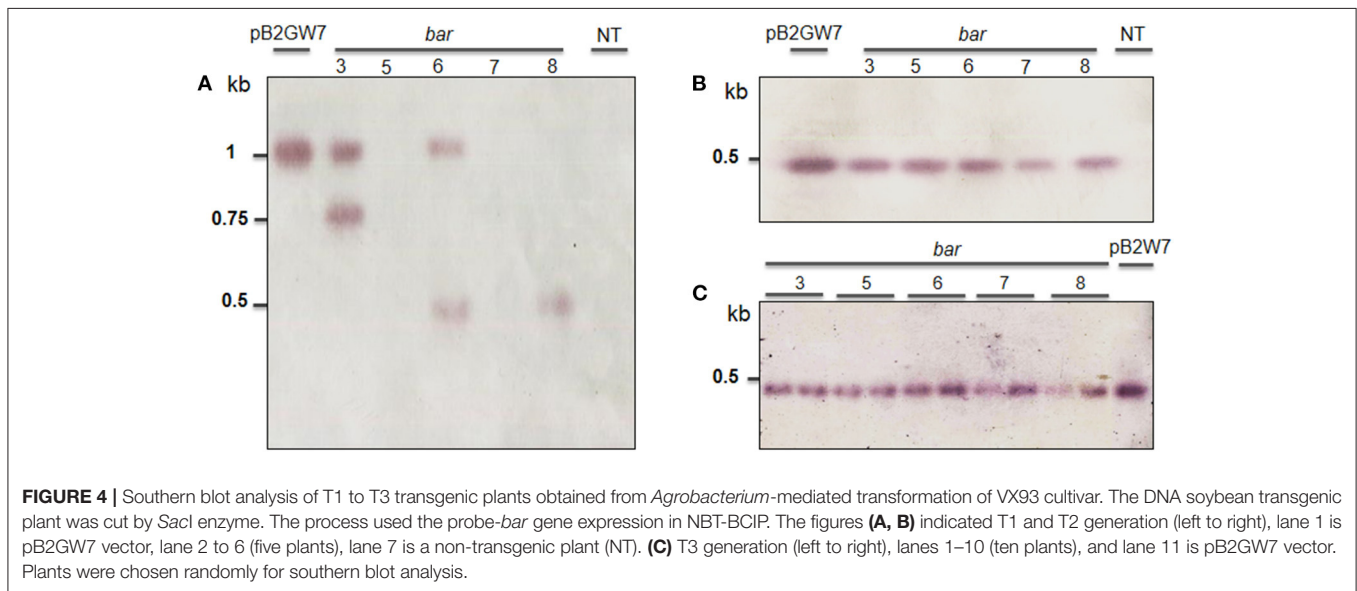 pB2GW7 bar NT
3 5 6 7 8
A kb
1
0.75
0.5
pB2GW7 bar NT
3 5 6 7 8
B kb
0.5
bar pB2W7
3 5 6 7 8
C kb
0.5
FIGURE 4 | Southern blot analysis of T1 to T3 transgenic plants obtained from Agrobacterium-mediated transformation of VX93 cultivar. The DNA soybean transgenic
plant was cut by SacI enzyme. The process used the probe-bar gene expression in NBT-BCIP. The figures (A, B) indicated T1 and T2 generation (left to right), lane 1 is
pB2GW7 vector, lane 2 to 6 (five plants), lane 7 is a non-transgenic plant (NT). (C) T3 generation (left to right), lanes 1–10 (ten plants), and lane 11 is pB2GW7 vector.
Plants were chosen randomly for southern blot analysis.